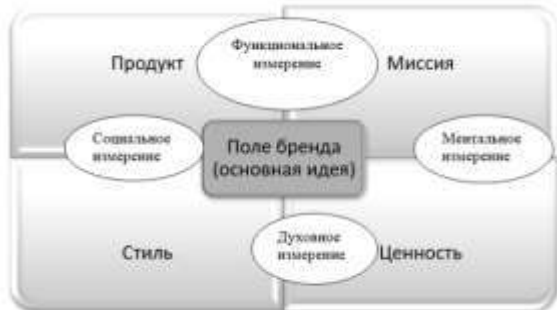 Функциональное
измерение
Продукт
Миссия
Социальное
измерение
Поле бренда
(основная идея)
Ментальное
измерение
Стиль
Духовное
измерение
Ценность